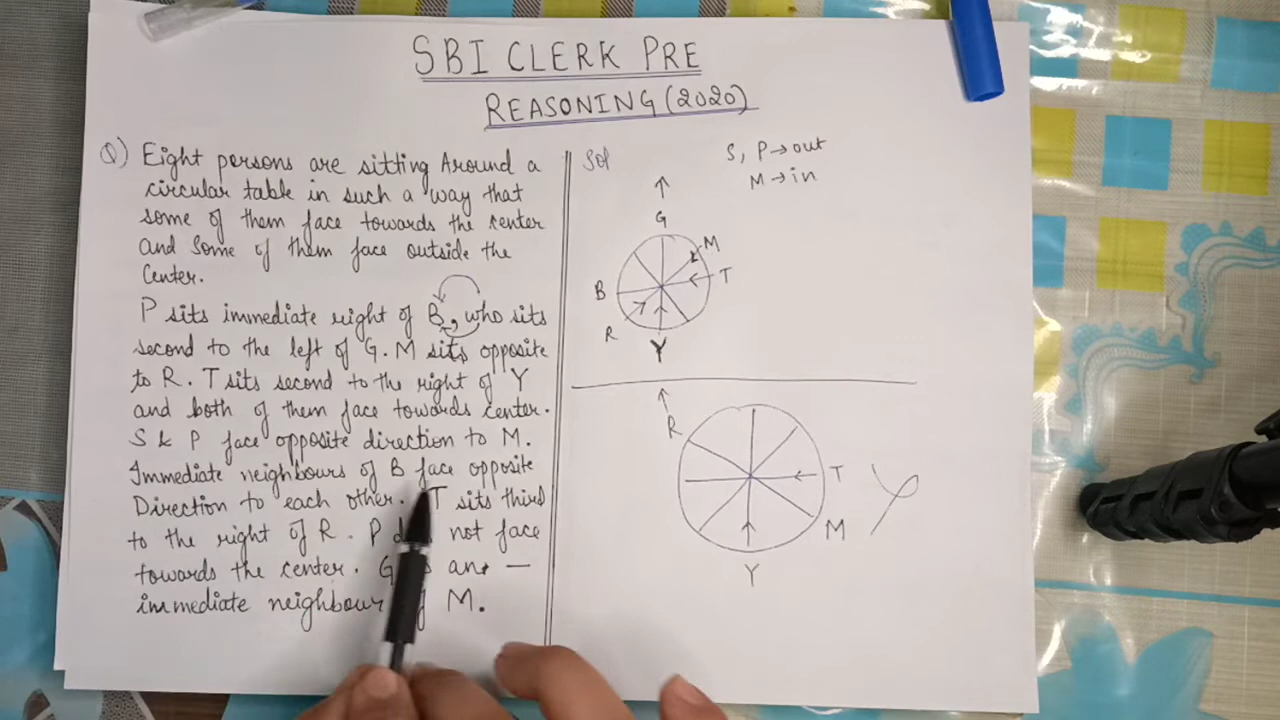 SBI CLERK PRE
REASONING (2020)
Q) Eight persons are sitting Around a
circular table in such a way that
some of them face towards the center
and some of them face outside the
center.
P sits immediate right of B, who sits
second to the left of G. M sits opposite
to R. T sits second to the right of Y
and both of them face towards center.
S & P face opposite direction to M.
Immediate neighbours of B face opposite
Direction to each other. T sits third
to the right of R. P not face
towards the center. G an
immediate neighbour M.
Sol
S, P → out
M → in
G
M
B
T
R
Y
R
T
M
Y